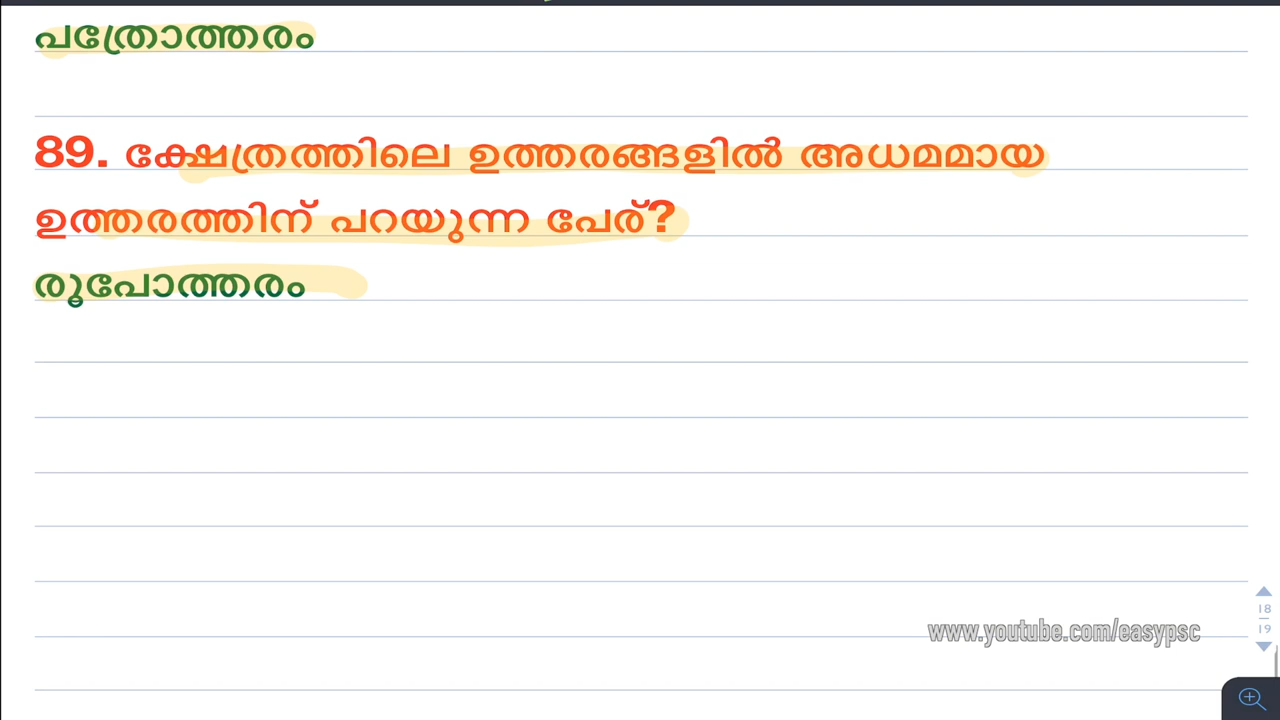 പത്രോത്തരം
89. ക്ഷേത്രത്തിലെ ഉത്തരങ്ങളിൽ അധമമായ
ഉത്തരത്തിന് പറയുന്ന പേര്?
രൂപോത്തരം
18
19
www.youtube.com/easypsc